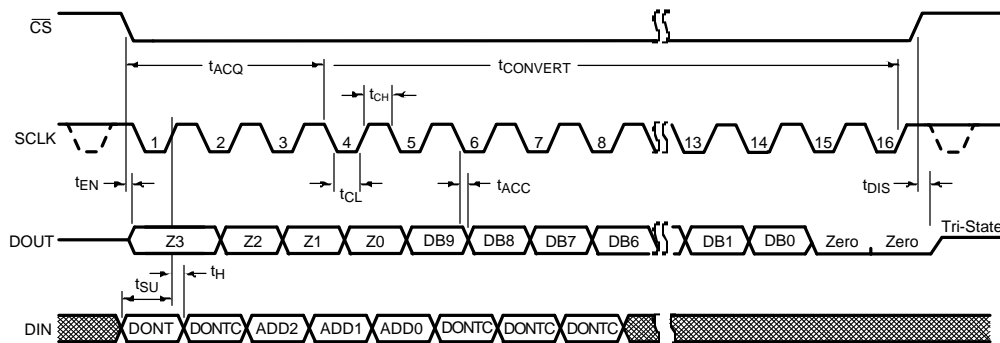 CS
tACQ tCONVERT
tCH
SCLK 1 2 3 4 5 6 7 8 13 14 15 16
tEN tCL tACC tDIS
DOUT Z3 Z2 Z1 Z0 DB9 DB8 DB7 DB6 DB1 DB0 Zero Zero Tri-State
tSU tH
DIN DONT DONTC ADD2 ADD1 ADD0 DONTC DONTC DONTC